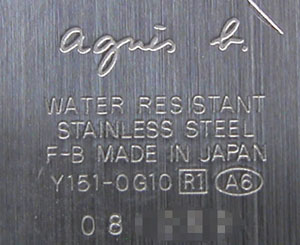 agnès b.
WATER RESISTANT
STAINLESS STEEL
F-B MADE IN JAPAN
Y151-0G10 R1 A6
08